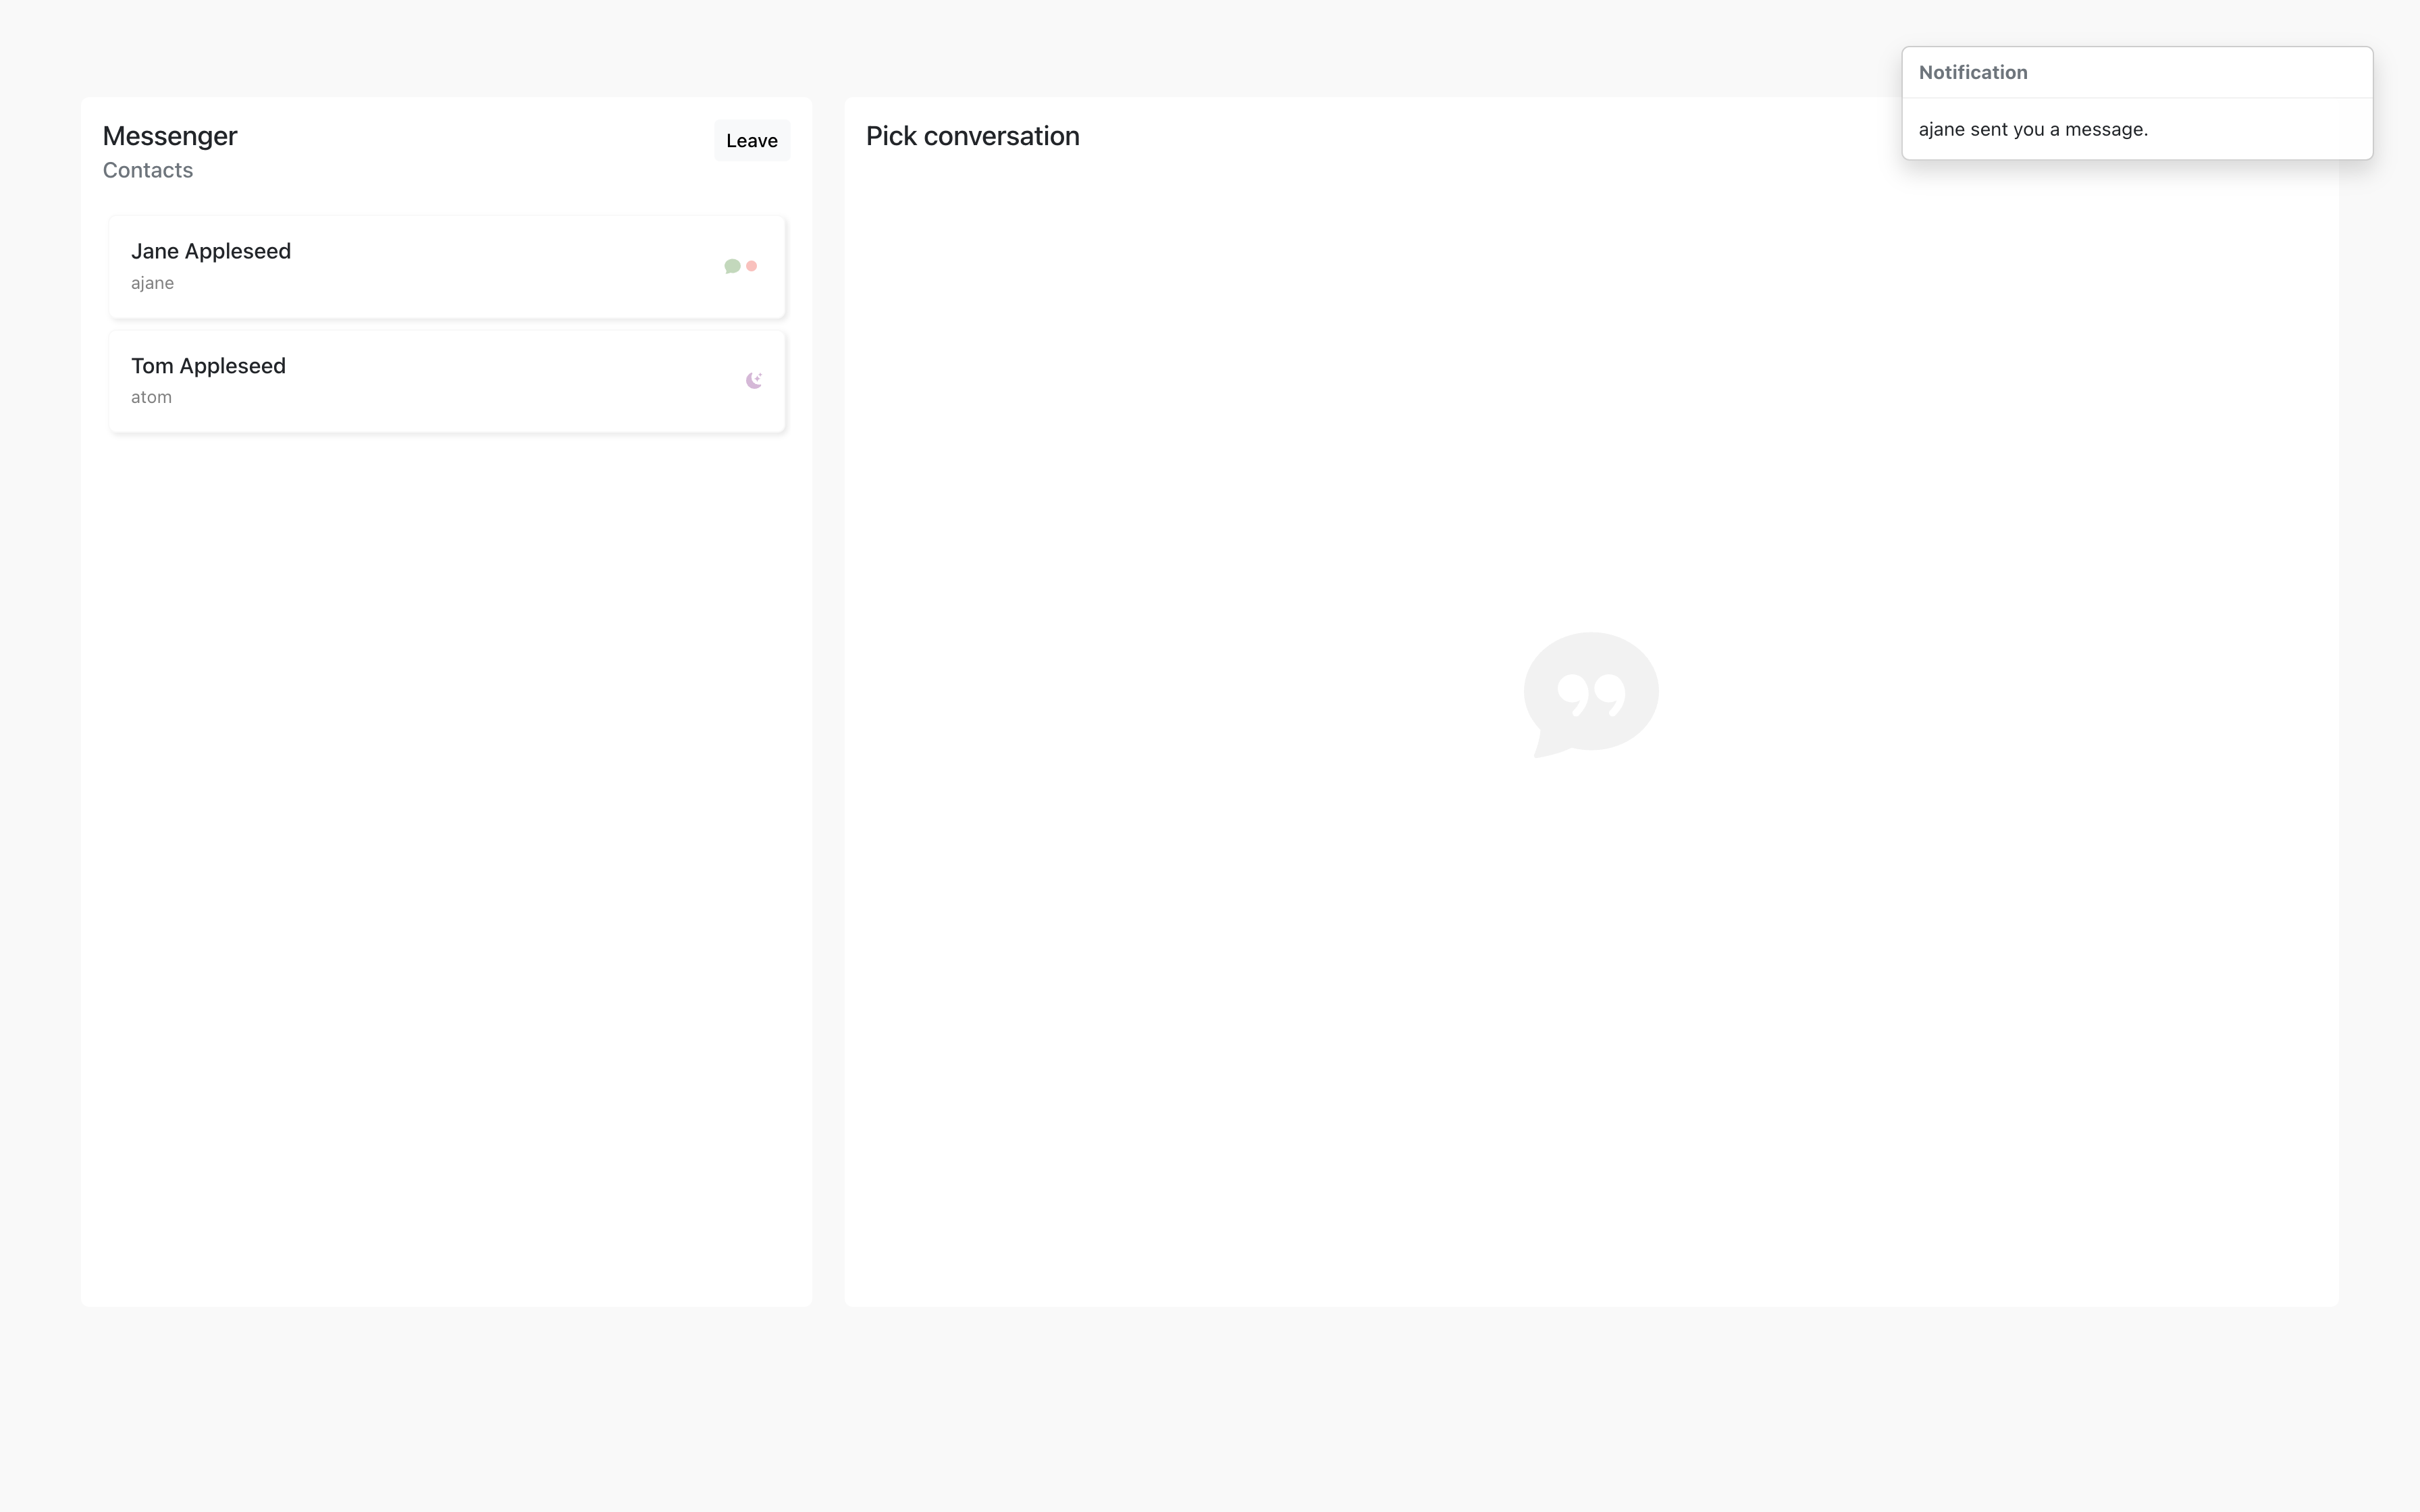 Messenger
Leave
Contacts
Jane Appleseed
ajane
Tom Appleseed
atom
Pick conversation
Notification
ajane sent you a message.